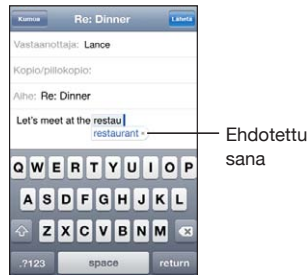 Kumoa Re: Dinner Lähetä
Vastaanottaja: Lance
Kopio/piilokopio:
Aihe: Re: Dinner
Let's meet at the restau
restaurant ×
Ehdotettu
sana
Q W E R T Y U I O P
A S D F G H J K L
Z X C V B N M
.?123 space return